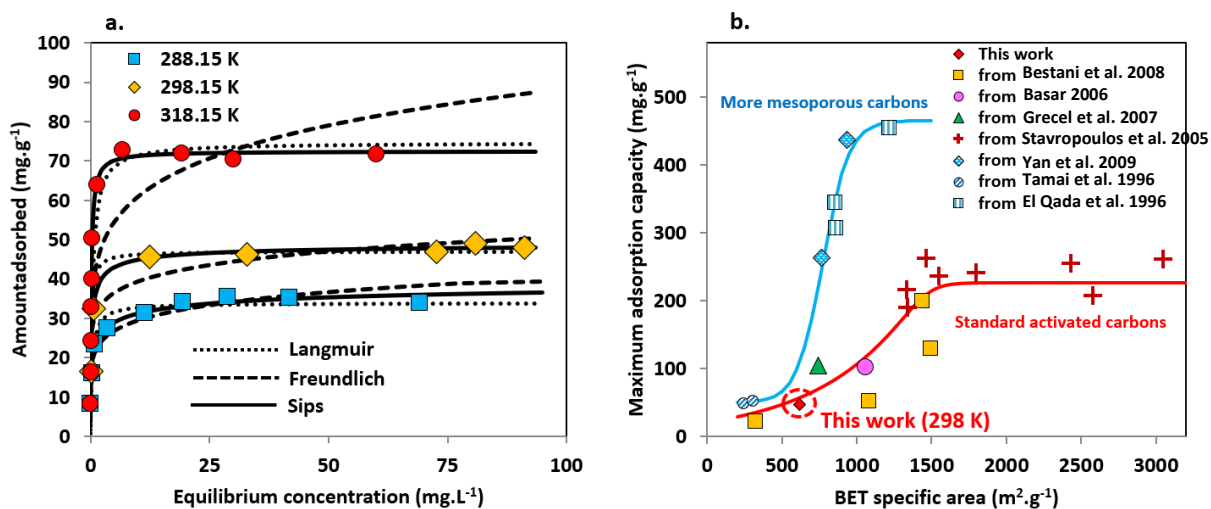 a.
Amountadsorbed (mg.g-1)
100
90
80
70
60
50
40
30
20
10
0
288.15 K
298.15 K
318.15 K
Langmuir
Freundlich
Sips
0
25
50
75
100
Equilibrium concentration (mg.L-1)
b.
Maximum adsorption capacity (mg.g-1)
500
400
300
200
100
0
This work
from Bestani et al. 2008
from Basar 2006
from Grecel et al. 2007
from Stavropoulos et al. 2005
from Yan et al. 2009
from Tamai et al. 1996
from El Qada et al. 1996
More mesoporous carbons
Standard activated carbons
This work (298 K)
0
500
1000
1500
2000
2500
3000
BET specific area (m2.g-1)